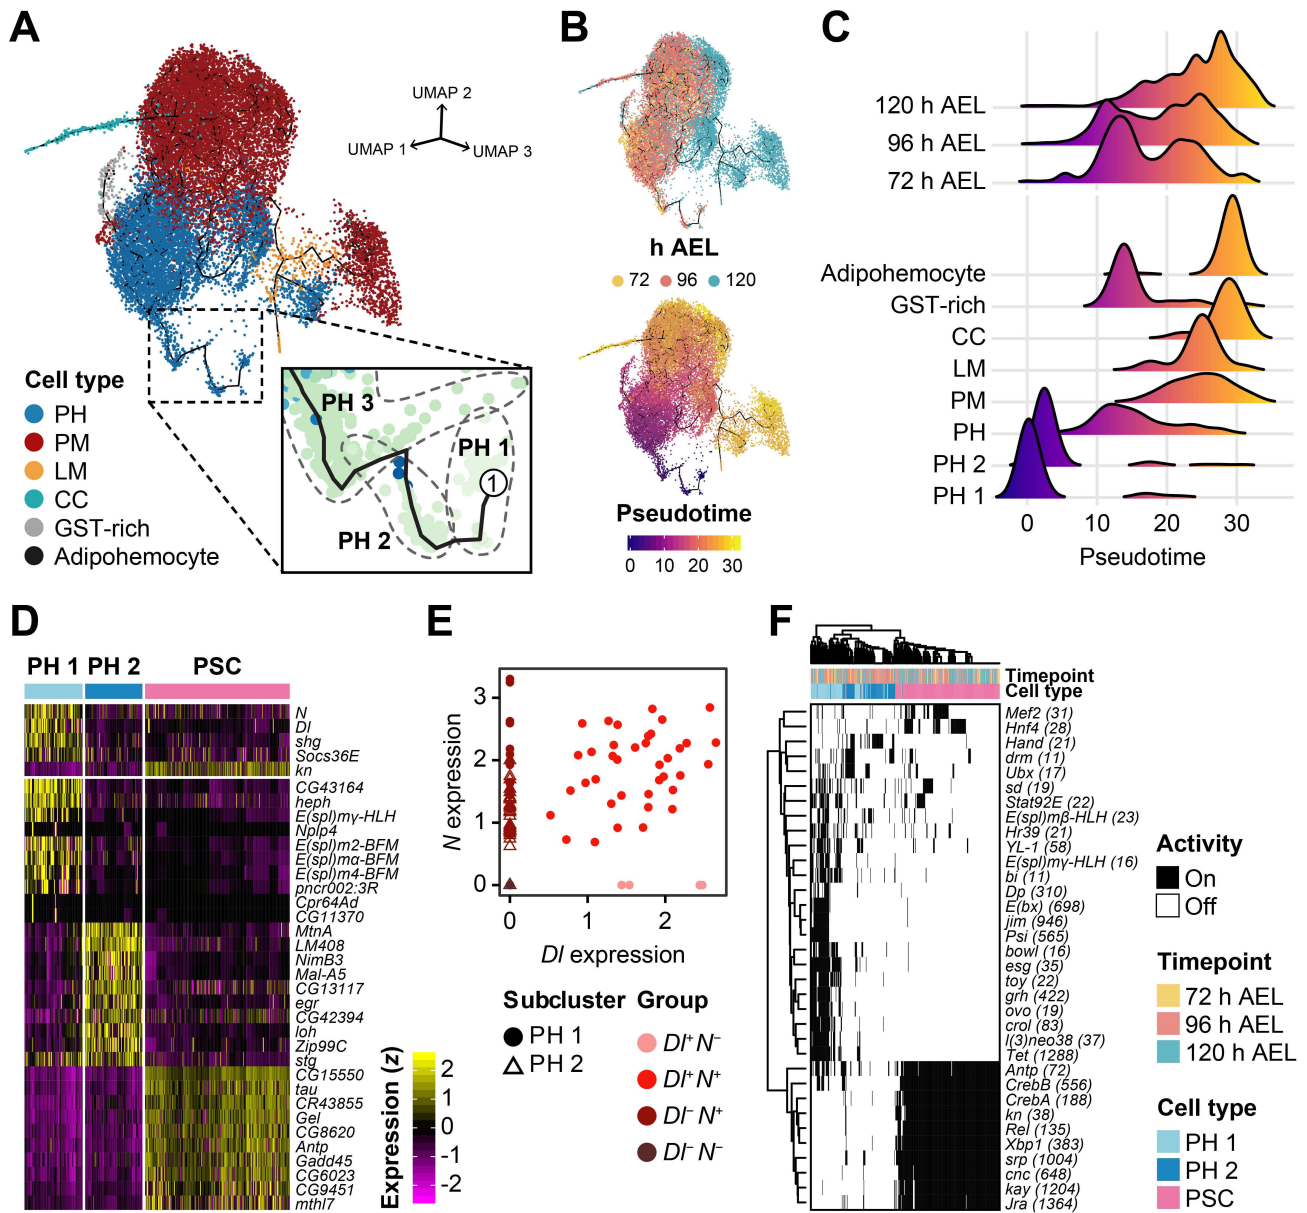 A
UMAP 2
UMAP 1
UMAP 3
Cell type
PH
PM
LM
CC
GST-rich
Adipohemocyte
PH 3
PH 1
1
PH 2
B
h AEL
72 96 120
Pseudotime
0 10 20 30
C
120 h AEL
96 h AEL
72 h AEL
Adipohemocyte
GST-rich
CC
LM
PM
PH
PH 2
PH 1
0 10 20 30
Pseudotime
D
PH 1 PH 2 PSC
N
Dl
shg
Socs36E
kn
CG43164
heph
E(spl)mγ-HLH
Nplp4
E(spl)m2-BFM
E(spl)mα-BFM
E(spl)m4-BFM
pncr002:3R
Cpr64Ad
CG11370
MtnA
LM408
NimB3
Mal-A5
CG13117
egr
CG42394
loh
Zip99C
stg
CG15550
tau
CR43855
Gel
CG8620
Antp
Gadd45
CG6023
CG9451
mthl7
Expression (z)
2
1
0
-1
-2
E
N expression
3
2
1
0
0 1 2
Dl expression
Subcluster
PH 1
PH 2
Group
Dl⁺ N⁻
Dl⁺ N⁺
Dl⁻ N⁺
Dl⁻ N⁻
F
Timepoint
Cell type
Mef2 (31)
Hnf4 (28)
Hand (21)
drm (11)
Ubx (17)
sd (19)
Stat92E (22)
E(spl)mβ-HLH (23)
Hr39 (21)
YL-1 (58)
E(spl)mγ-HLH (16)
bi (11)
Dp (310)
E(bx) (698)
jim (946)
Psi (565)
bowl (16)
esg (35)
toy (22)
grh (422)
ovo (19)
crol (83)
l(3)neo38 (37)
Tet (1288)
Antp (72)
CrebB (556)
CrebA (188)
kn (38)
Rel (135)
Xbp1 (383)
srp (1004)
cnc (648)
kay (1204)
Jra (1364)
Activity
On
Off
Timepoint
72 h AEL
96 h AEL
120 h AEL
Cell type
PH 1
PH 2
PSC